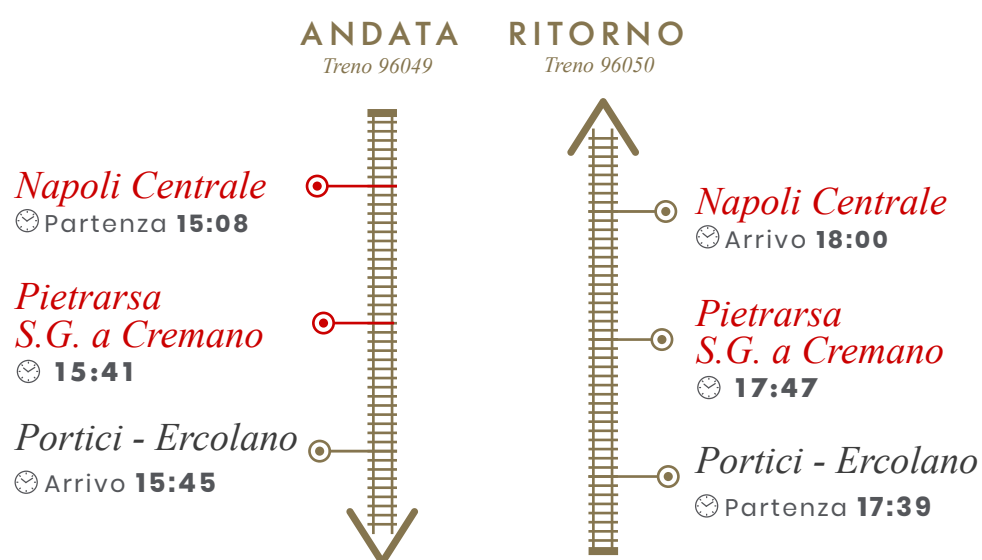 ANDATA
Treno 96049
Napoli Centrale
Partenza 15:08
Pietrarsa
S.G. a Cremano
15:41
Portici - Ercolano
Arrivo 15:45
RITORNO
Treno 96050
Napoli Centrale
Arrivo 18:00
Pietrarsa
S.G. a Cremano
17:47
Portici - Ercolano
Partenza 17:39